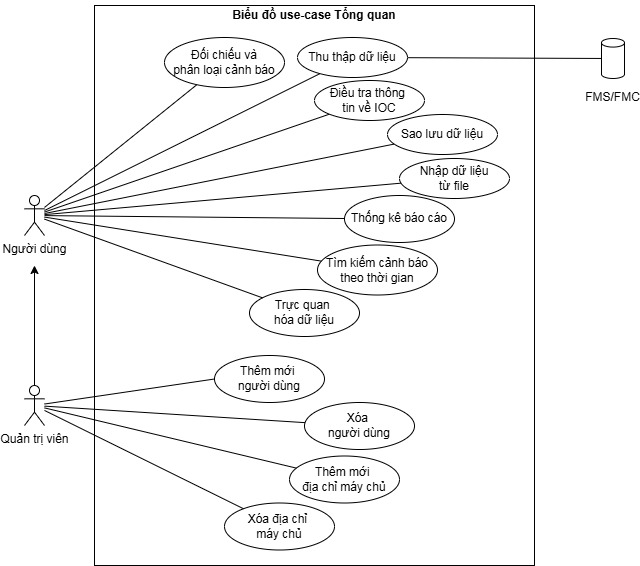 Biểu đồ use-case Tổng quan
Đối chiếu và
phân loại cảnh báo
Thu thập dữ liệu
FMS/FMC
Điều tra thông
tin về IOC
Sao lưu dữ liệu
Nhập dữ liệu
từ file
Thống kê báo cáo
Người dùng
Tìm kiếm cảnh báo
theo thời gian
Trực quan
hóa dữ liệu
Thêm mới
người dùng
Xóa
người dùng
Quản trị viên
Thêm mới
địa chỉ máy chủ
Xóa địa chỉ
máy chủ